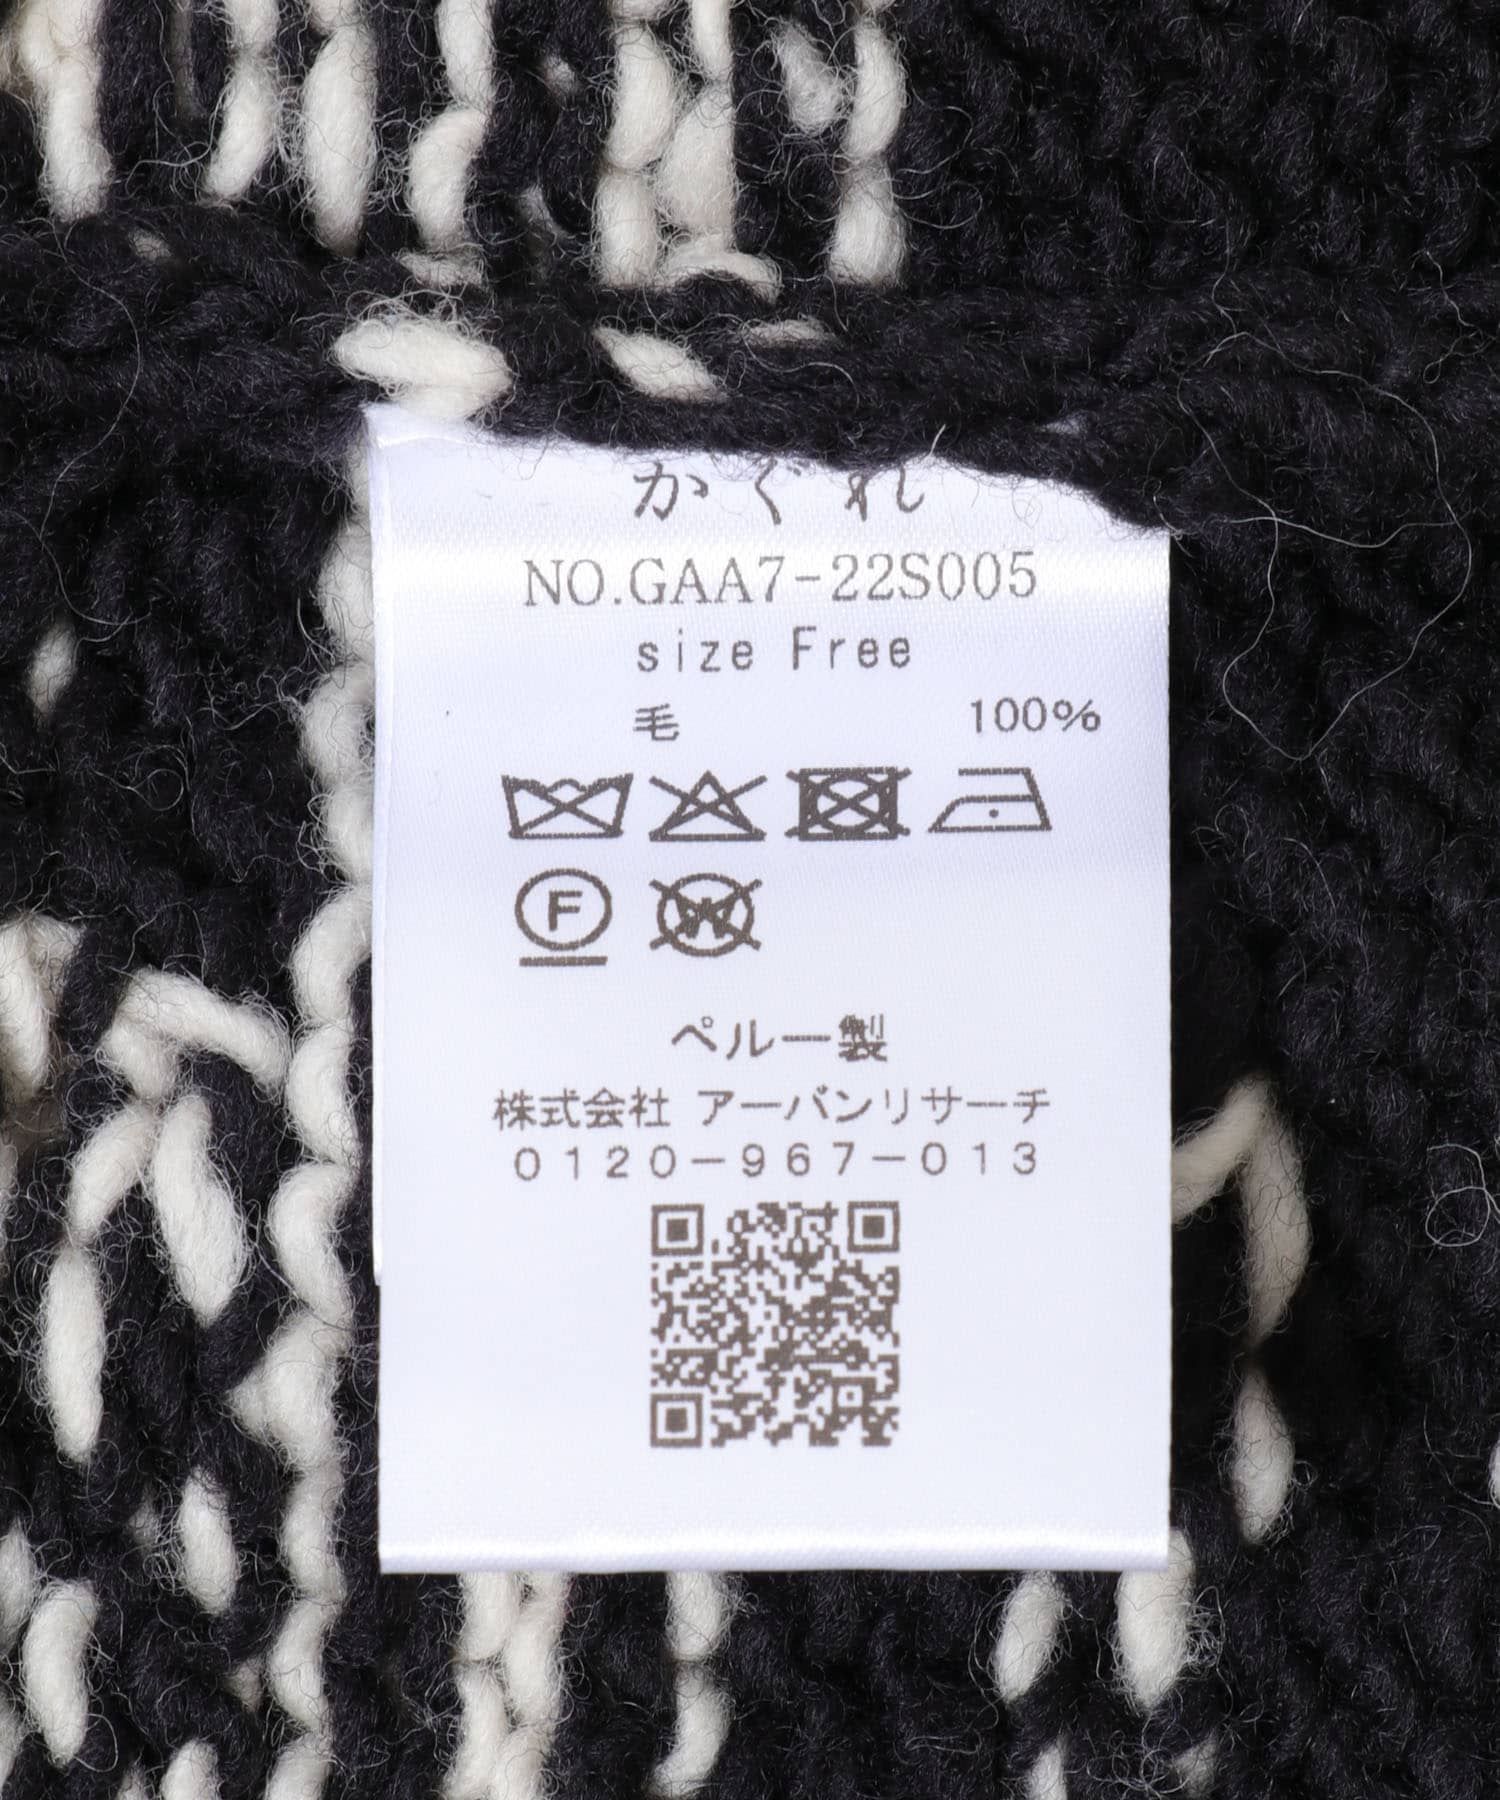 かぐれ
NO.GAA7-22S005
size Free
毛 100%
F
W
ペルー製
株式会社 アーバンリサーチ
0120-967-013